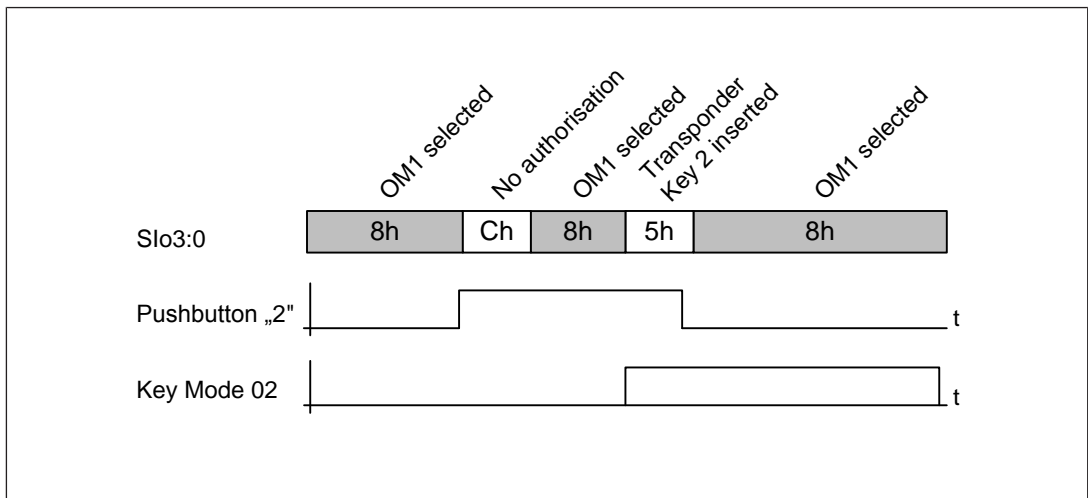 OM1 selected
No authorisation
OM1 selected
Transponder
Key 2 inserted
OM1 selected
SIo3:0
8h
Ch
8h
5h
8h
Pushbutton „2"
t
Key Mode 02
t